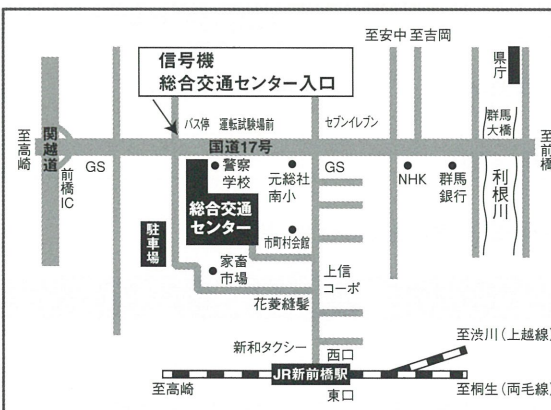 至安中 至吉岡
信号機
総合交通センター入口
県庁
バス停 運転試験場前
セブンイレブン
群馬
大橋
至高崎
関越道
国道17号
至前橋
前橋IC
GS
警察
学校
元総社
南小
GS
NHK
群馬
銀行
利根川
総合交通
センター
駐車場
市町村会館
家畜
市場
上信
コーポ
花菱縫髪
新和タクシー
西口
至渋川(上越線)
JR新前橋駅
至高崎
東口
至桐生(両毛線)